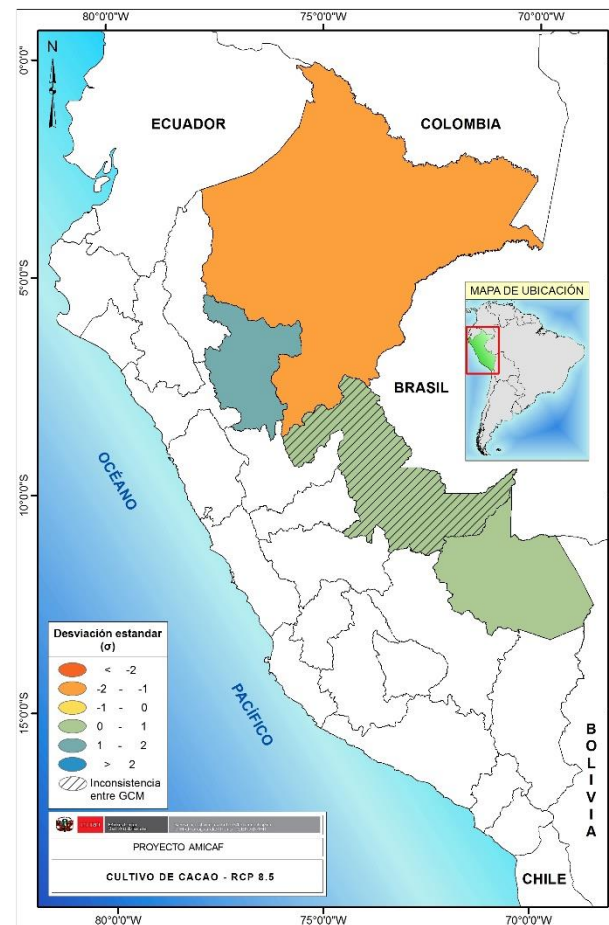 80°0'0"W
75°0'0"W
70°0'0"W
0°0'0"
N
ECUADOR
COLOMBIA
5°0'0"S
MAPA DE UBICACIÓN
BRASIL
OCÉANO
10°0'0"S
PACÍFICO
15°0'0"S
BOLIVIA
Desviación estandar
(σ)
< -2
-2 - -1
-1 - 0
0 - 1
1 - 2
> 2
Inconsistencia
entre GCM
PROYECTO AMICAF
CULTIVO DE CACAO - RCP 8.5
CHILE
80°0'0"W
75°0'0"W
70°0'0"W